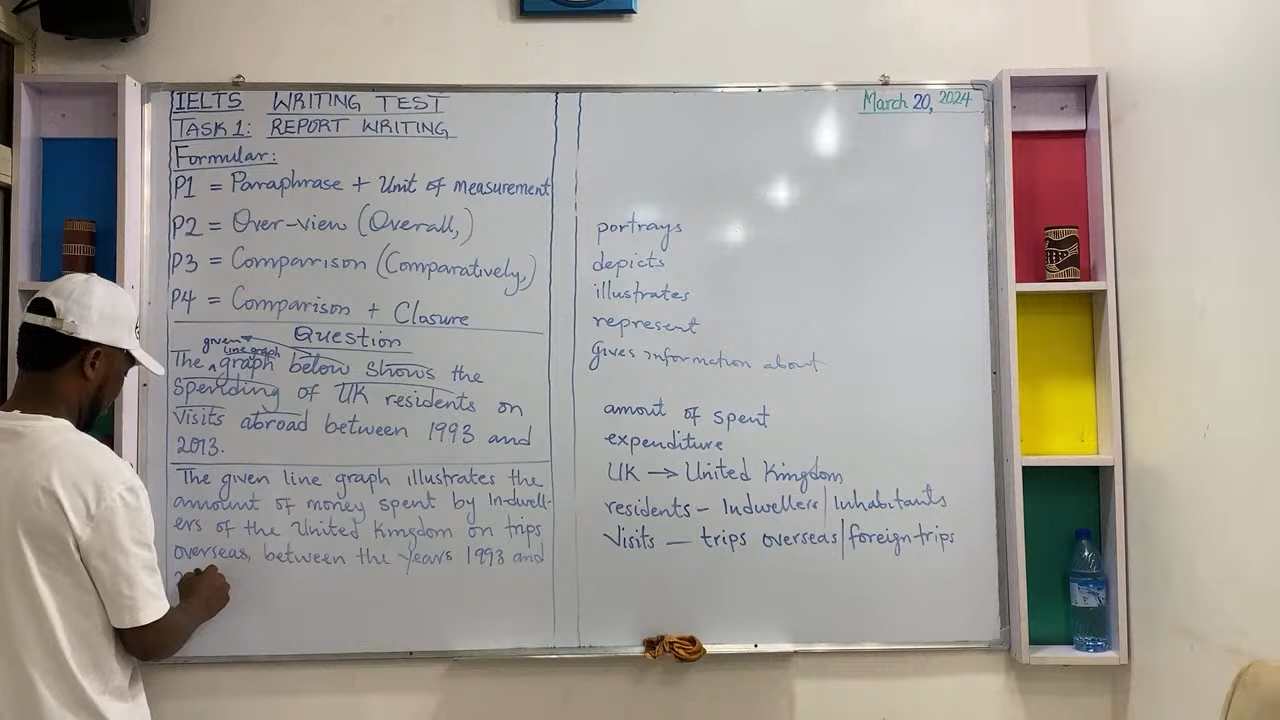 IELTS WRITING TEST
TASK 1: REPORT WRITING
Formular:
P1 = Paraphrase + Unit of measurement
P2 = Over-view (Overall,)
P3 = Comparison (Comparatively,)
P4 = Comparison + Clasure
Question
given line graph
The ^ graph below shows the
spending of UK residents on
visits abroad between 1993 and
2013.
The given line graph illustrates the
amount of money spent by In-dwell-
ers of the United Kingdom on trips
overseas, between the years 1993 and
March 20, 2024
portrays
depicts
illustrates
represent
gives information about
amout of spent
expenditure
UK → United Kingdom
residents - Indwellers | Inhabitants
Visits — trips overseas | foreign trips